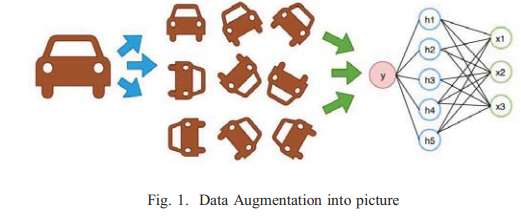 h1
h2
h3
h4
h5
y
x1
x2
x3
Fig. 1. Data Augmentation into picture